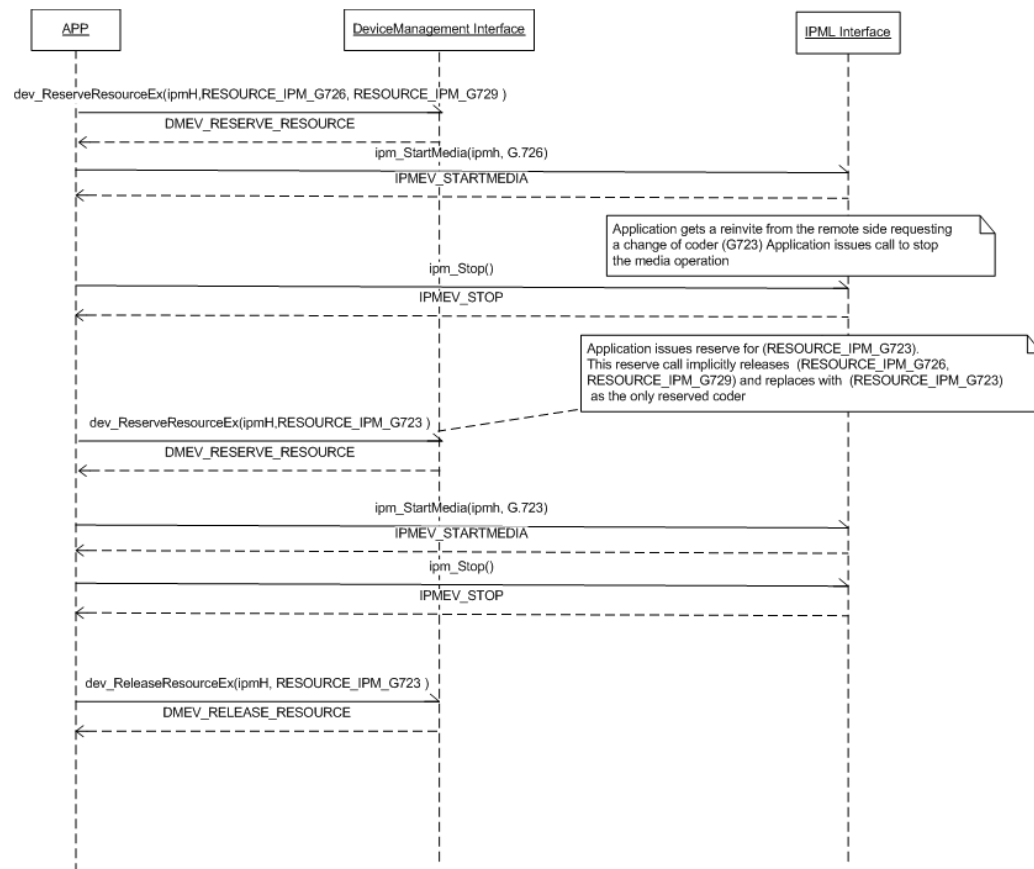 APP
DeviceManagement Interface
IPML Interface
dev_ReserveResourceEx(ipmH,RESOURCE_IPM_G726, RESOURCE_IPM_G729 )
DMEV_RESERVE_RESOURCE
ipm_StartMedia(ipmh, G.726)
IPMEV_STARTMEDIA
Application gets a reinvite from the remote side requesting
a change of coder (G723) Application issues call to stop
the media operation
ipm_Stop()
IPMEV_STOP
Application issues reserve for (RESOURCE_IPM_G723).
This reserve call implicitly releases (RESOURCE_IPM_G726,
RESOURCE_IPM_G729) and replaces with (RESOURCE_IPM_G723)
as the only reserved coder
dev_ReserveResourceEx(ipmH,RESOURCE_IPM_G723 )
DMEV_RESERVE_RESOURCE
ipm_StartMedia(ipmh, G.723)
IPMEV_STARTMEDIA
ipm_Stop()
IPMEV_STOP
dev_ReleaseResourceEx(ipmH, RESOURCE_IPM_G723 )
DMEV_RELEASE_RESOURCE